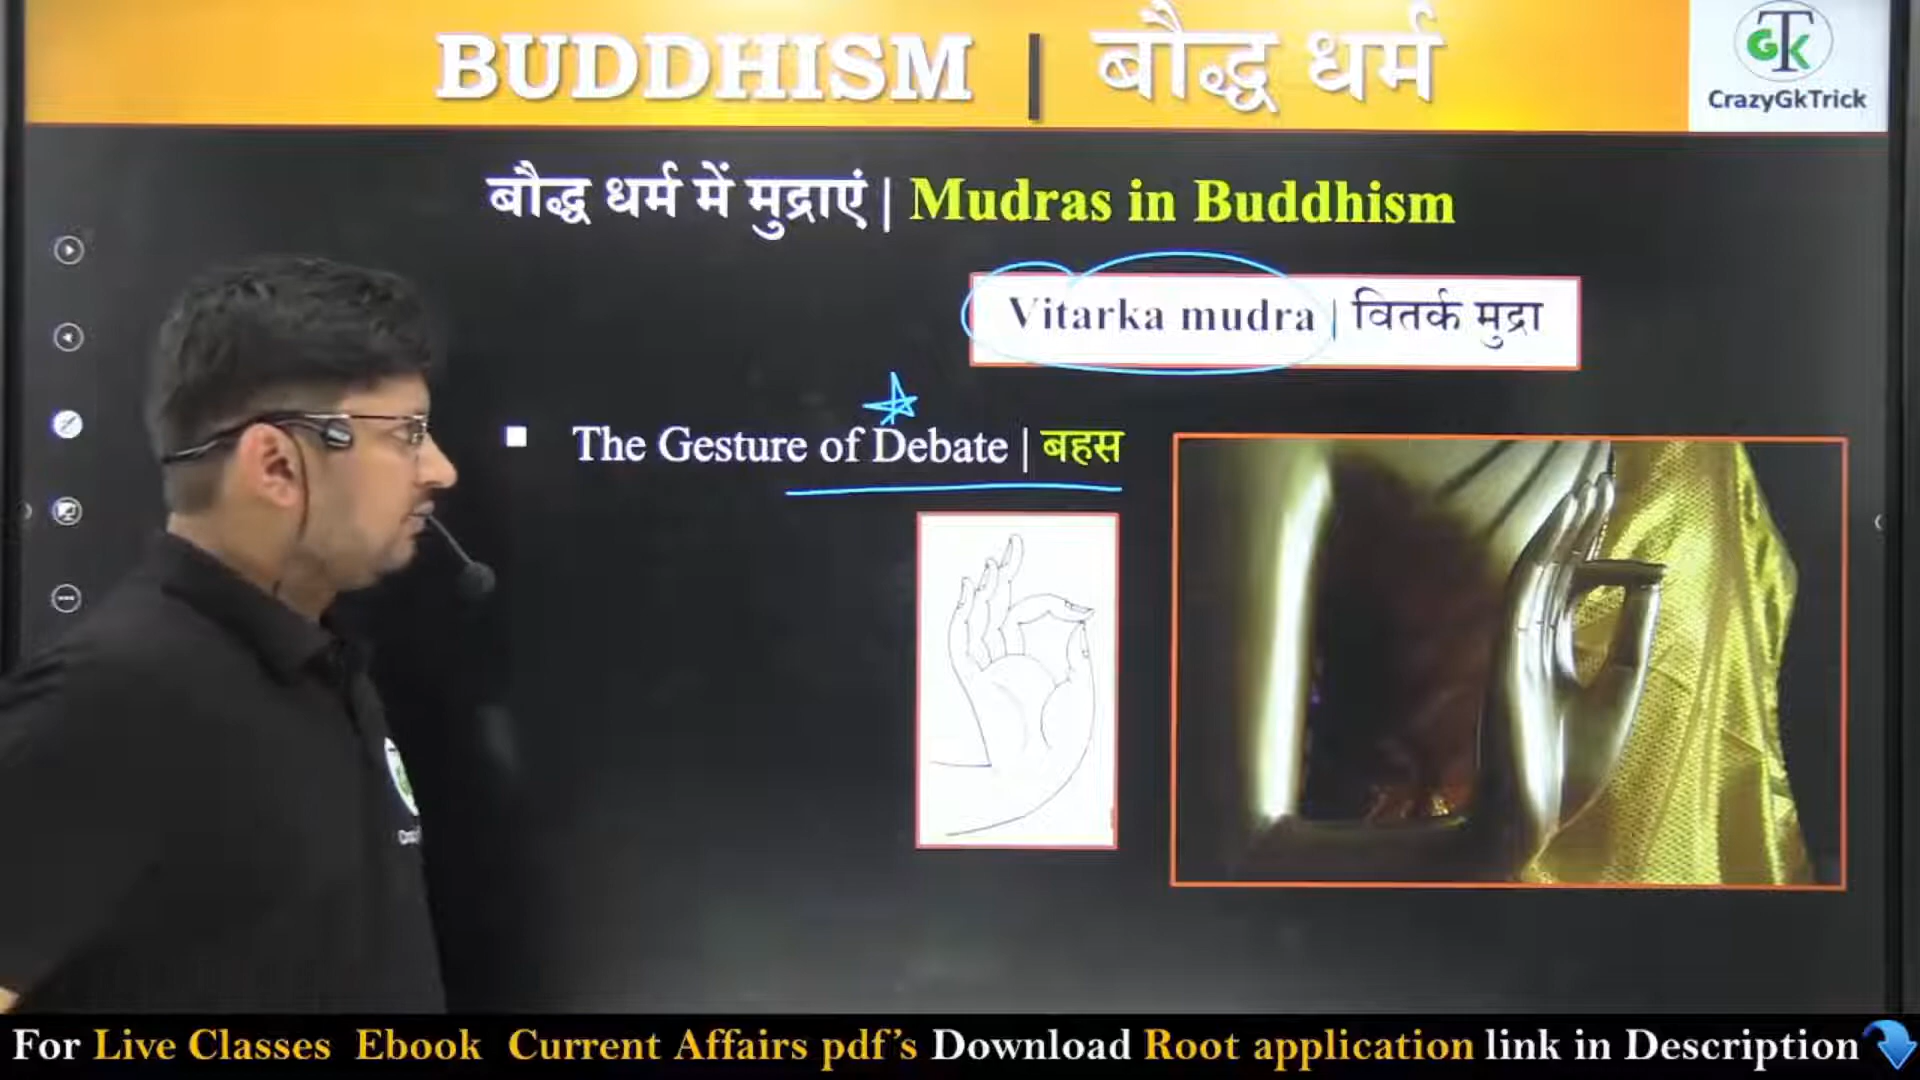 BUDDHISM | बौद्ध धर्म
GTK
CrazyGkTrick
बौद्ध धर्म में मुद्राएं | Mudras in Buddhism
Vitarka mudra | वितर्क मुद्रा
The Gesture of Debate | बहस
For Live Classes Ebook Current Affairs pdf's Download Root application link in Description